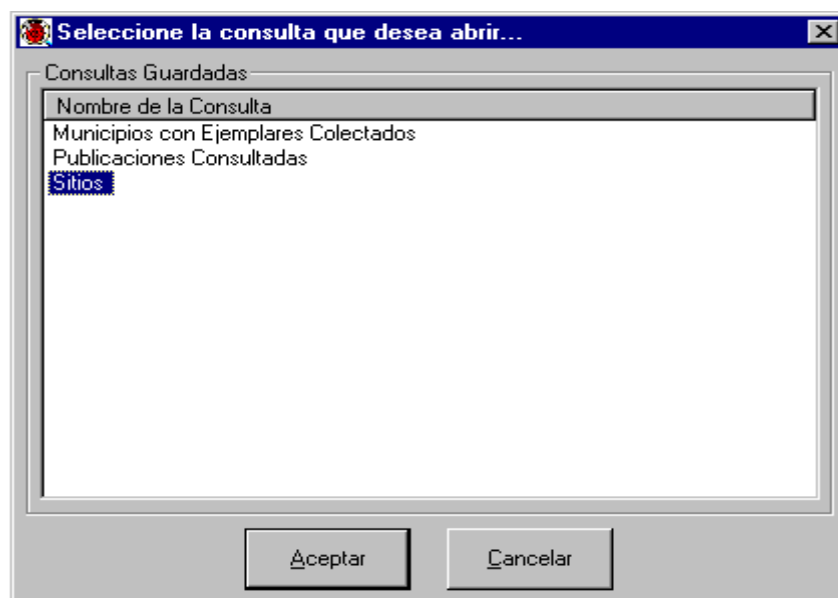 Seleccione la consulta que desea abrir...
Consultas Guardadas
Nombre de la Consulta
Municipios con Ejemplares Colectados
Publicaciones Consultadas
Sitios
Aceptar
Cancelar